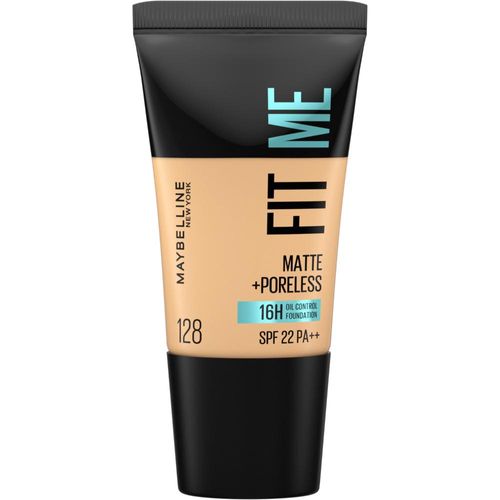 MAYBELLINE
NEW YORK
FIT ME
MATTE
+PORELESS
16H OIL CONTROL
FOUNDATION
SPF 22 PA++
128